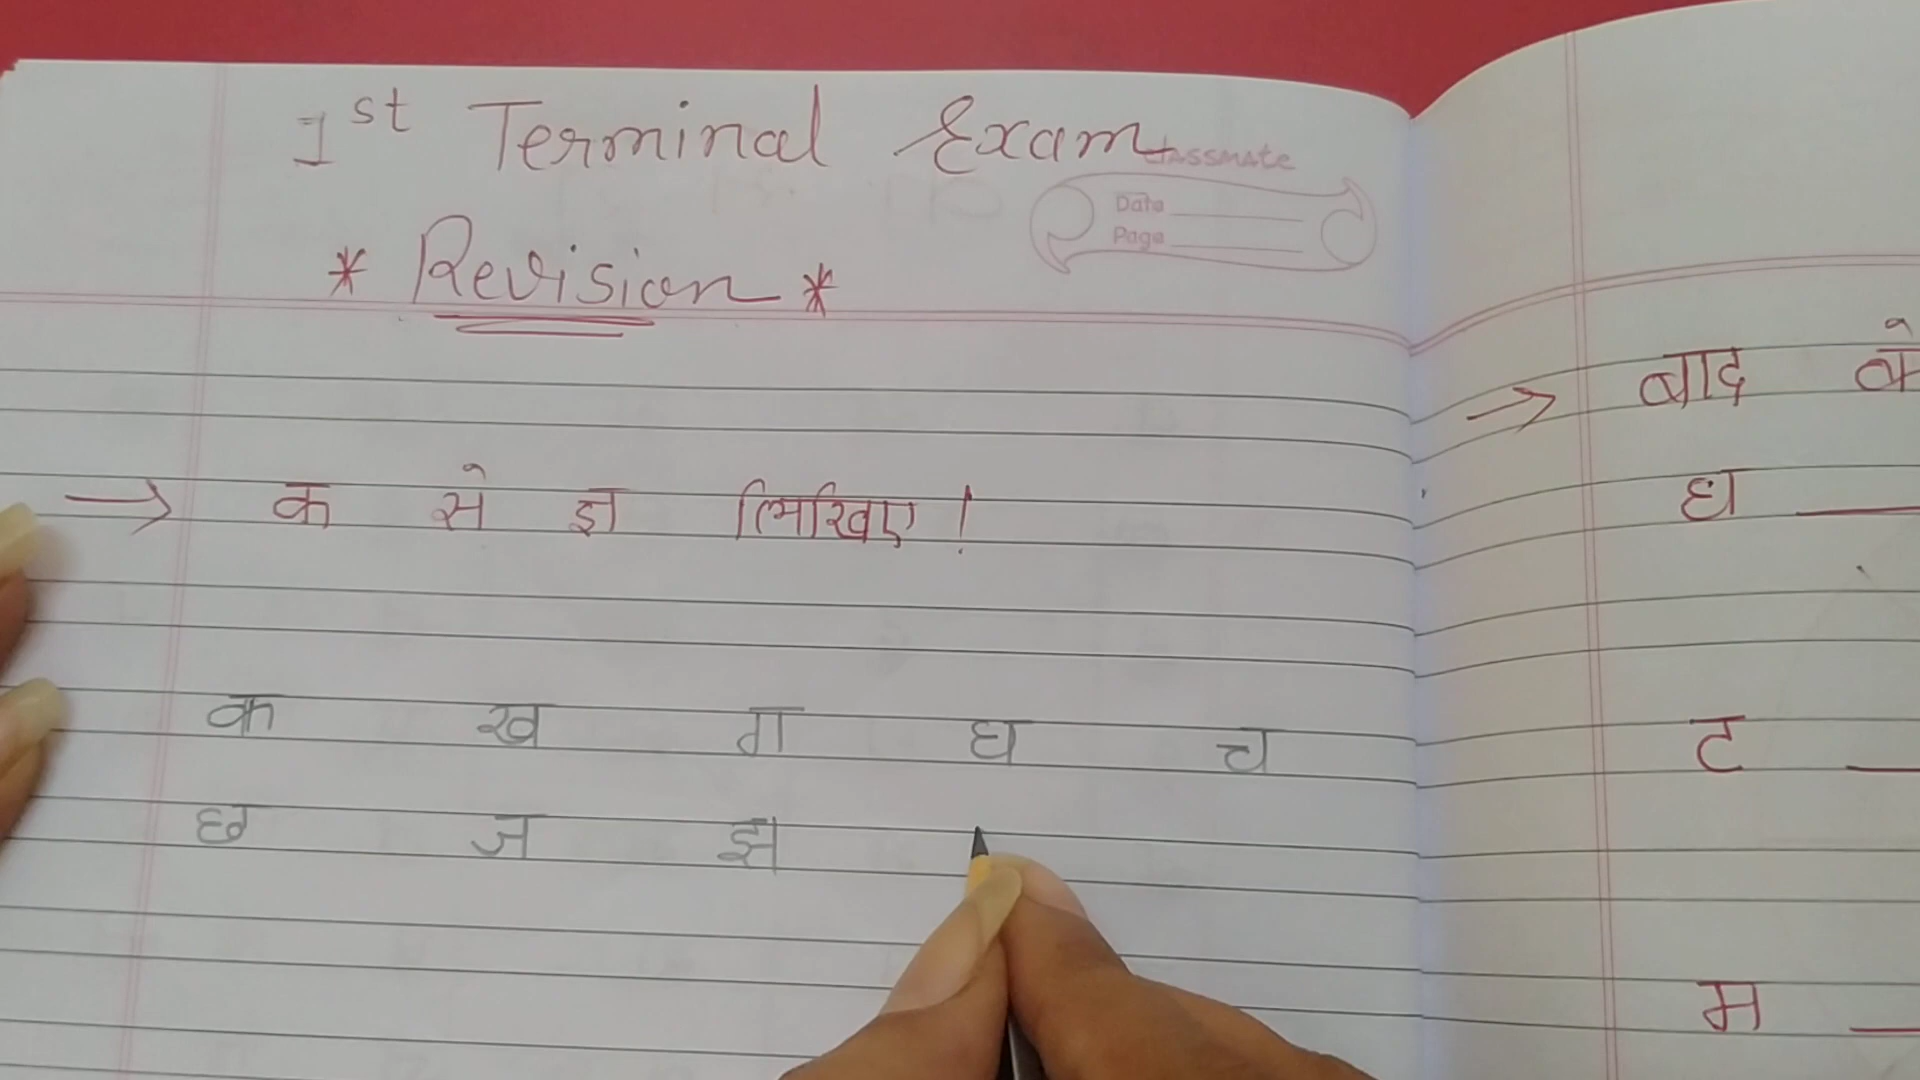 1st Terminal Exam
classmate
Date
Page
* Revision *
→ क से ज्ञ लिखिए !
क ख ग घ च
छ ज झ
→ बाद के
घ
ट
म